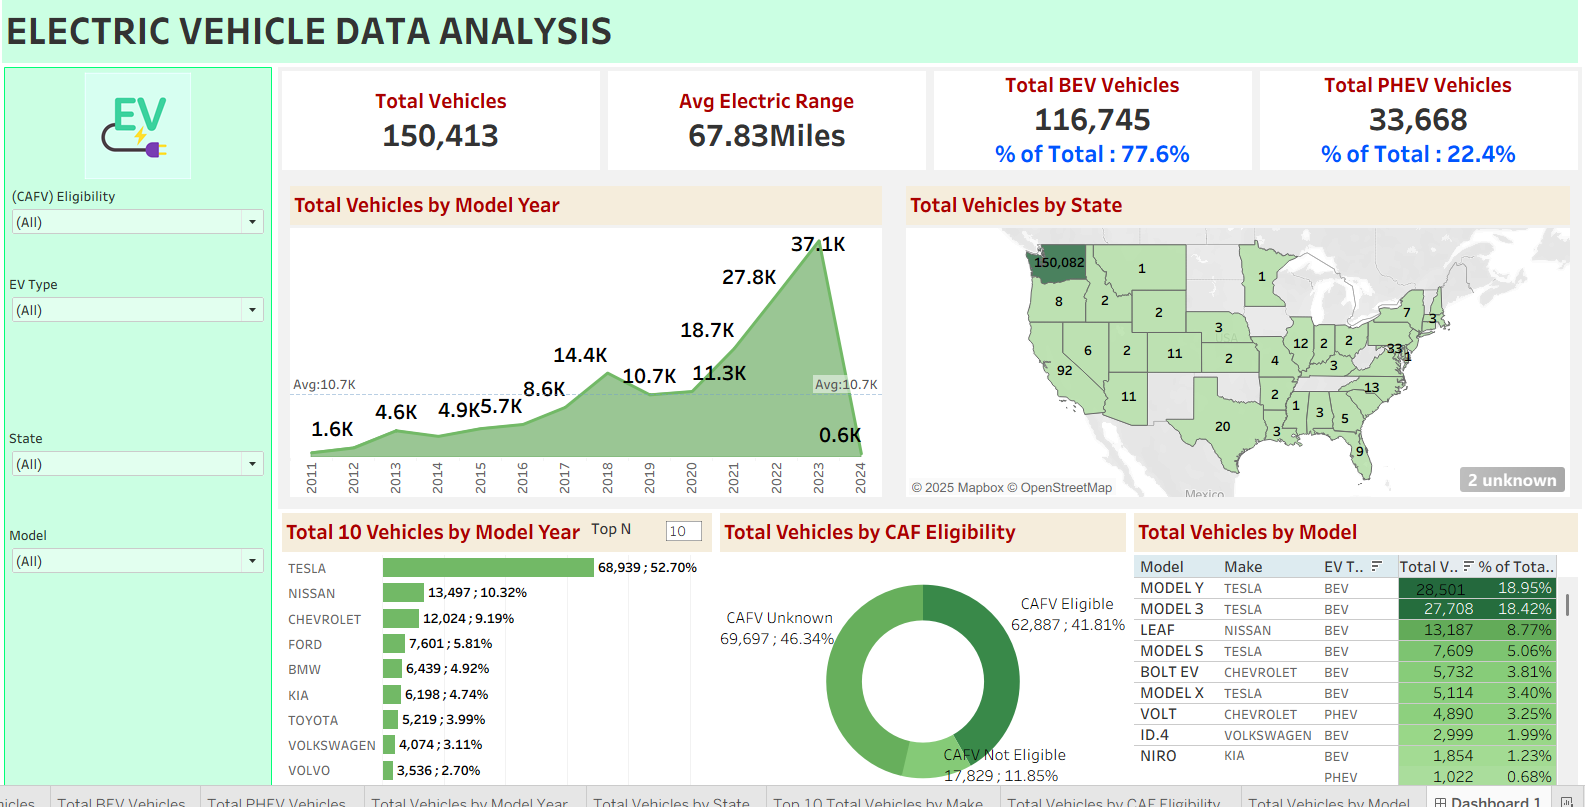 ELECTRIC VEHICLE DATA ANALYSIS
EV
(CAFV) Eligibility
(All)
EV Type
(All)
State
(All)
Model
(All)
Total Vehicles
150,413
Avg Electric Range
67.83Miles
Total BEV Vehicles
116,745
% of Total : 77.6%
Total PHEV Vehicles
33,668
% of Total : 22.4%
Total Vehicles by Model Year
37.1K
27.8K
18.7K
14.4K
10.7K
11.3K
8.6K
Avg:10.7K
Avg:10.7K
4.6K
4.9K
5.7K
1.6K
0.6K
2011
2012
2013
2014
2015
2016
2017
2018
2019
2020
2021
2022
2023
2024
Total Vehicles by State
150,082
1
1
8
2
2
7
3
3
6
2
11
2
4
12
2
2
33
1
3
92
11
13
2
1
3
5
20
3
9
USA
Mexico
© 2025 Mapbox © OpenStreetMap
2 unknown
Total 10 Vehicles by Model Year
Top N
10
TESLA 68,939 ; 52.70%
NISSAN 13,497 ; 10.32%
CHEVROLET 12,024 ; 9.19%
FORD 7,601 ; 5.81%
BMW 6,439 ; 4.92%
KIA 6,198 ; 4.74%
TOYOTA 5,219 ; 3.99%
VOLKSWAGEN 4,074 ; 3.11%
VOLVO 3,536 ; 2.70%
Total Vehicles by CAF Eligibility
CAFV Eligible
62,887 ; 41.81%
CAFV Unknown
69,697 ; 46.34%
CAFV Not Eligible
17,829 ; 11.85%
Total Vehicles by Model
Model Make EV T.. Total V.. % of Tota..
MODEL Y TESLA BEV 28,501 18.95%
MODEL 3 TESLA BEV 27,708 18.42%
LEAF NISSAN BEV 13,187 8.77%
MODEL S TESLA BEV 7,609 5.06%
BOLT EV CHEVROLET BEV 5,732 3.81%
MODEL X TESLA BEV 5,114 3.40%
VOLT CHEVROLET PHEV 4,890 3.25%
ID.4 VOLKSWAGEN BEV 2,999 1.99%
NIRO KIA BEV 1,854 1.23%
PHEV 1,022 0.68%
hicles
Total BEV Vehicles
Total PHEV Vehicles
Total Vehicles by Model Year
Total Vehicles by State
Top 10 Total Vehicles by Make
Total Vehicles by CAF Eligibility
Total Vehicles by Model
Dashboard 1